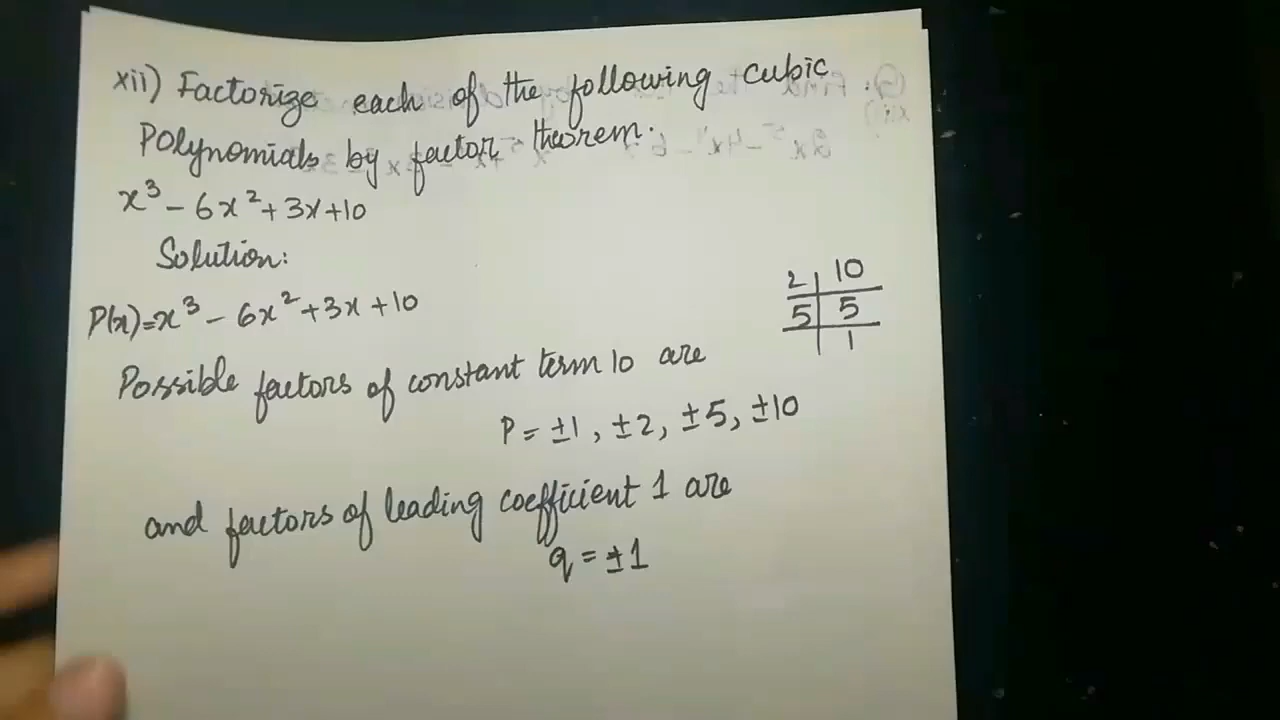 xii) Factorize each of the following cubic
Polynomials by factor theorem.
x³ - 6x² + 3x + 10
Solution:
P(x) = x³ - 6x² + 3x + 10
2 | 10
5 | 5
| 1
Possible factors of constant term 10 are
P = ±1, ±2, ±5, ±10
and factors of leading coefficient 1 are
q = ±1